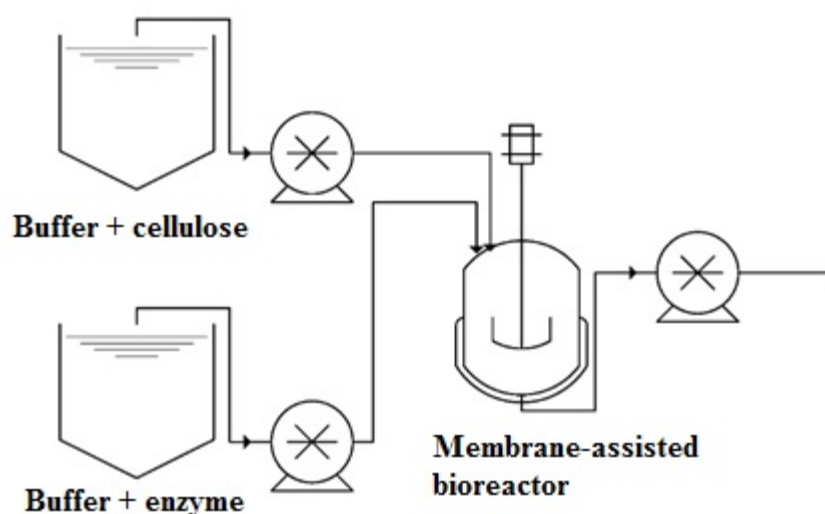 Buffer + cellulose
Buffer + enzyme
Membrane-assisted
bioreactor